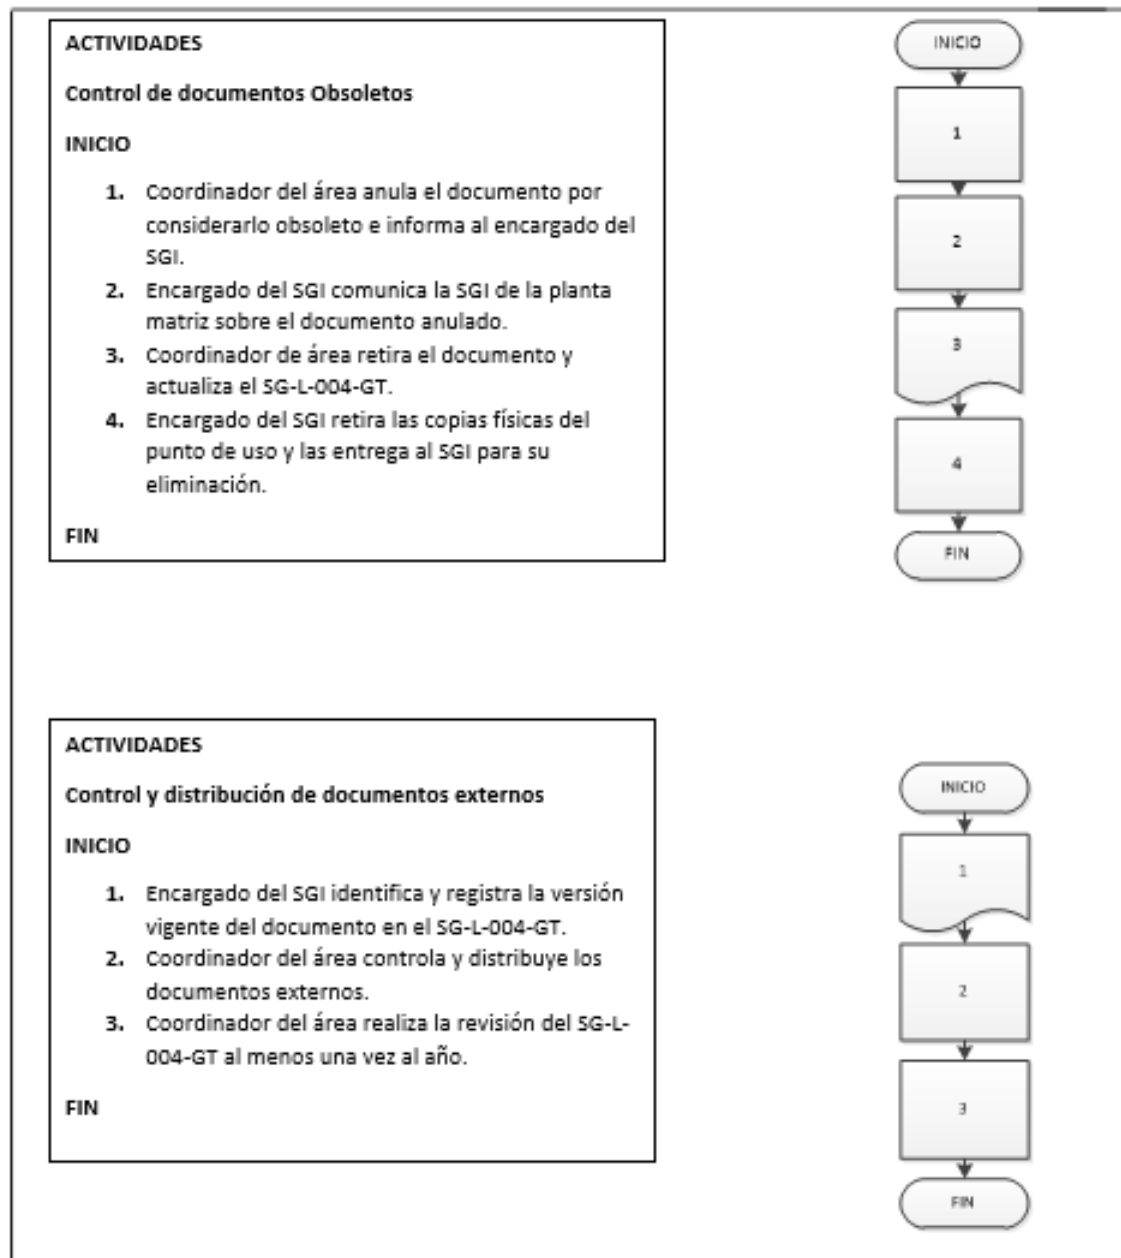 ACTIVIDADES
Control de documentos Obsoletos
INICIO
1. Coordinador del área anula el documento por
considerarlo obsoleto e informa al encargado del
SGI.
2. Encargado del SGI comunica la SGI de la planta
matriz sobre el documento anulado.
3. Coordinador de área retira el documento y
actualiza el SG-L-004-GT.
4. Encargado del SGI retira las copias físicas del
punto de uso y las entrega al SGI para su
eliminación.
FIN
INICIO
1
2
3
4
FIN
ACTIVIDADES
Control y distribución de documentos externos
INICIO
1. Encargado del SGI identifica y registra la versión
vigente del documento en el SG-L-004-GT.
2. Coordinador del área controla y distribuye los
documentos externos.
3. Coordinador del área realiza la revisión del SG-L-
004-GT al menos una vez al año.
FIN
INICIO
1
2
3
FIN